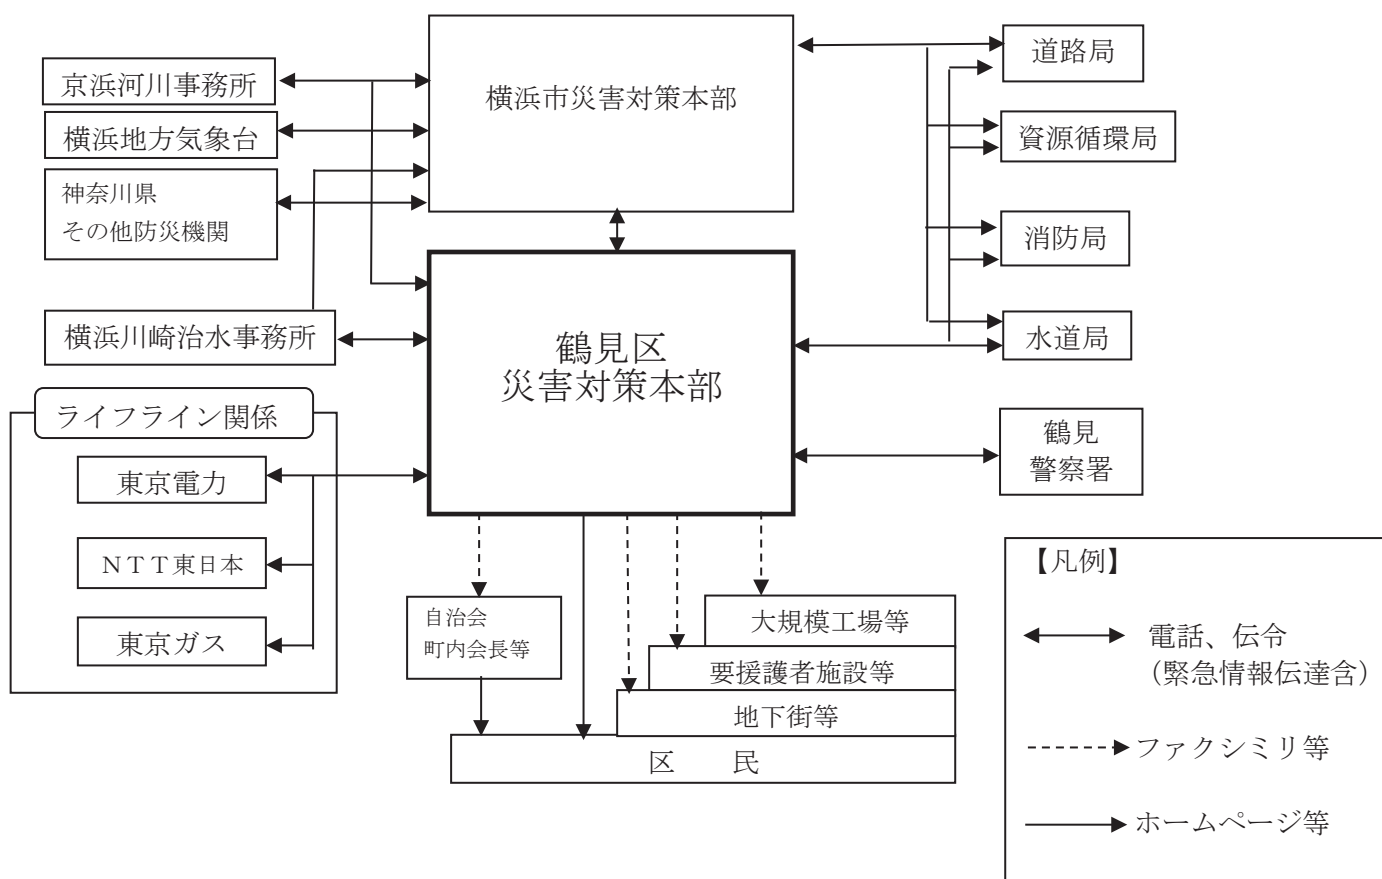 京浜河川事務所
横浜地方気象台
神奈川県
その他防災機関
横浜川崎治水事務所
横浜市災害対策本部
道路局
資源循環局
消防局
水道局
鶴見区
災害対策本部
鶴見
警察署
ライフライン関係
東京電力
ＮＴＴ東日本
東京ガス
自治会
町内会長等
大規模工場等
要援護者施設等
地下街等
区　　民
【凡例】
電話、伝令
（緊急情報伝達含）
ファクシミリ等
ホームページ等